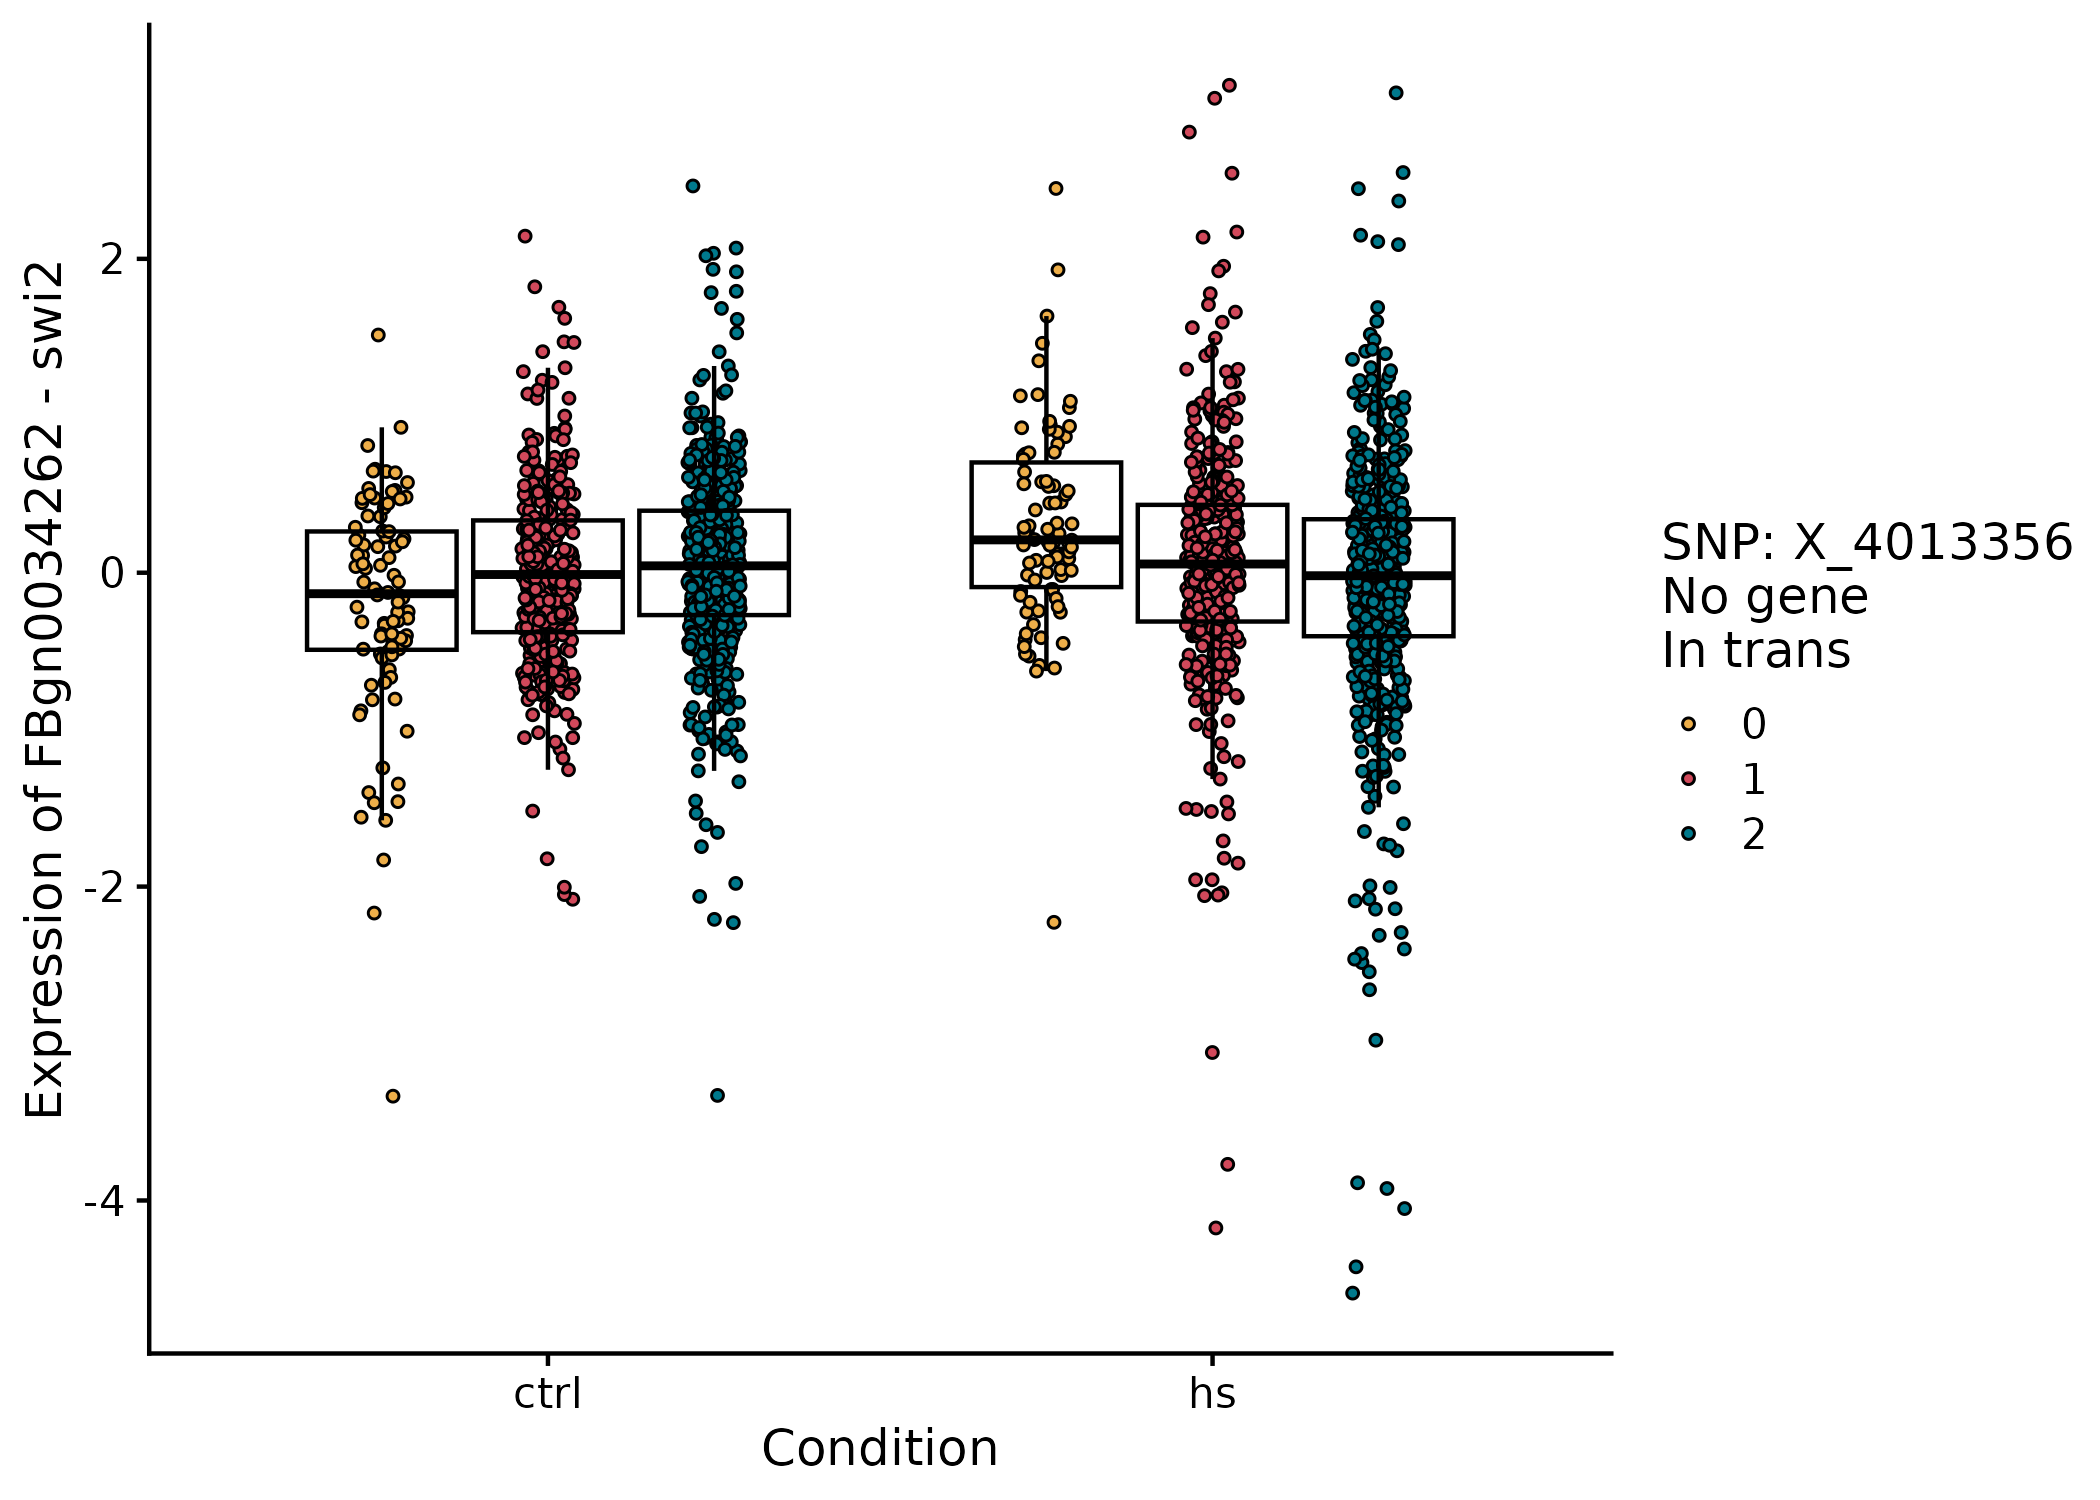 Expression of FBgn0034262 - swi2
2
0
-2
-4
ctrl
hs
Condition
SNP: X_4013356
No gene
In trans
0
1
2